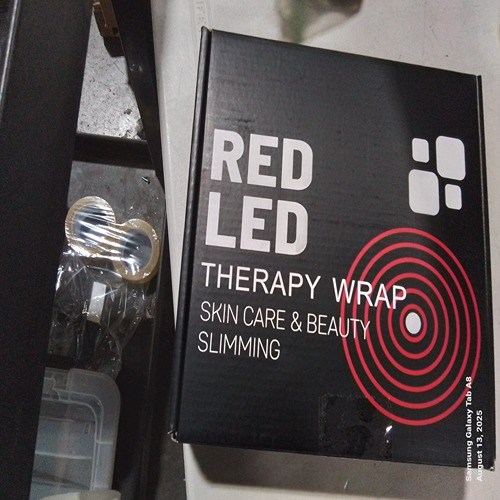 RED
LED
THERAPY WRAP
SKIN CARE & BEAUTY
SLIMMING
Samsung Galaxy Tab A8
August 13, 2025